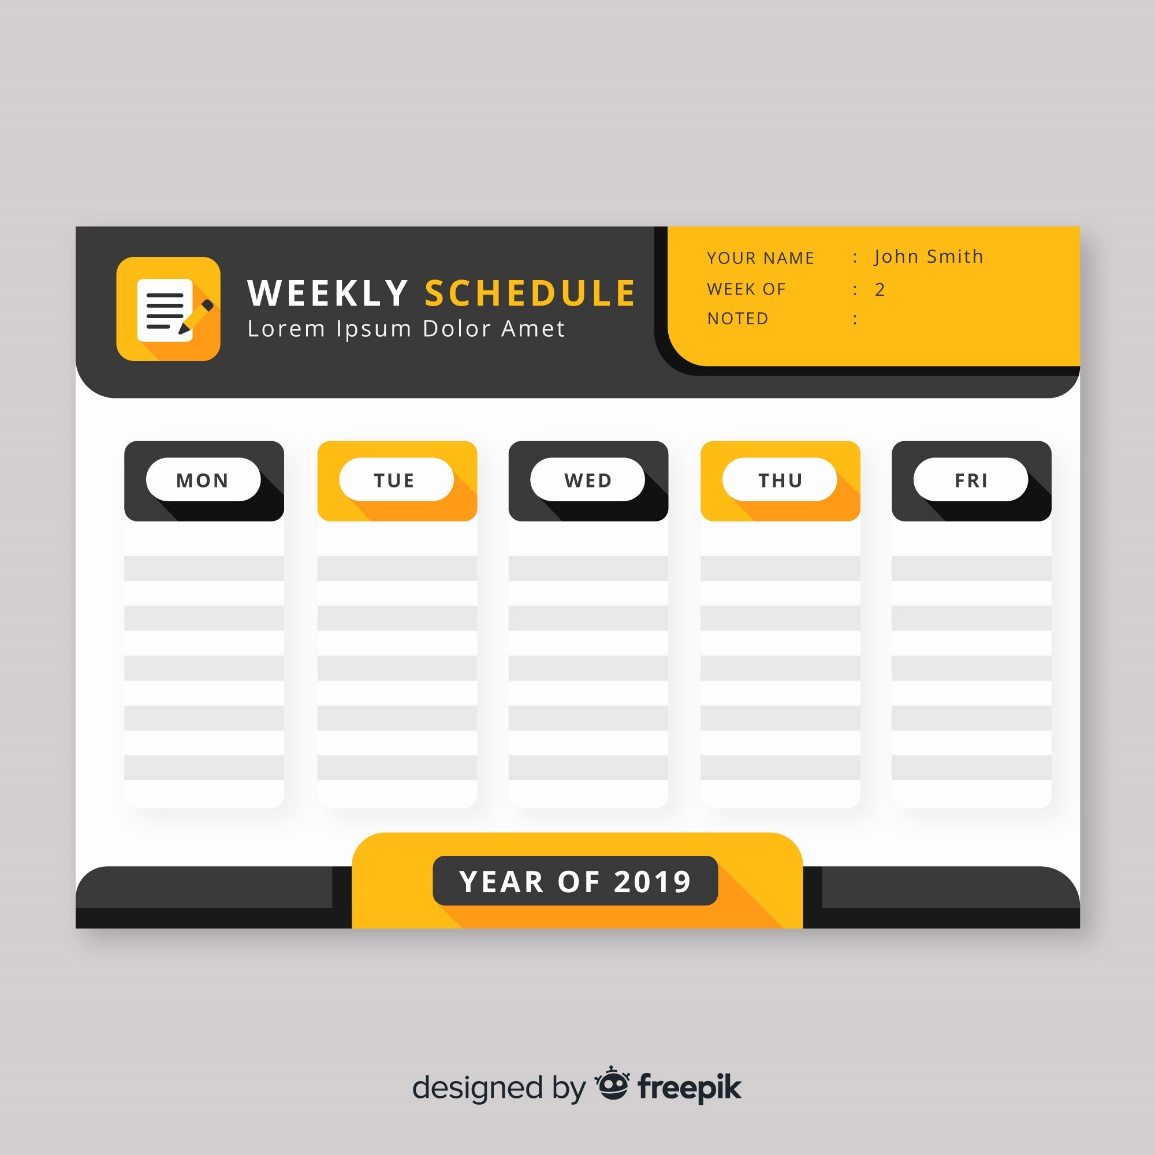 WEEKLY SCHEDULE
Lorem Ipsum Dolor Amet
YOUR NAME : John Smith
WEEK OF : 2
NOTED :
MON TUE WED THU FRI
YEAR OF 2019
designed by freepik